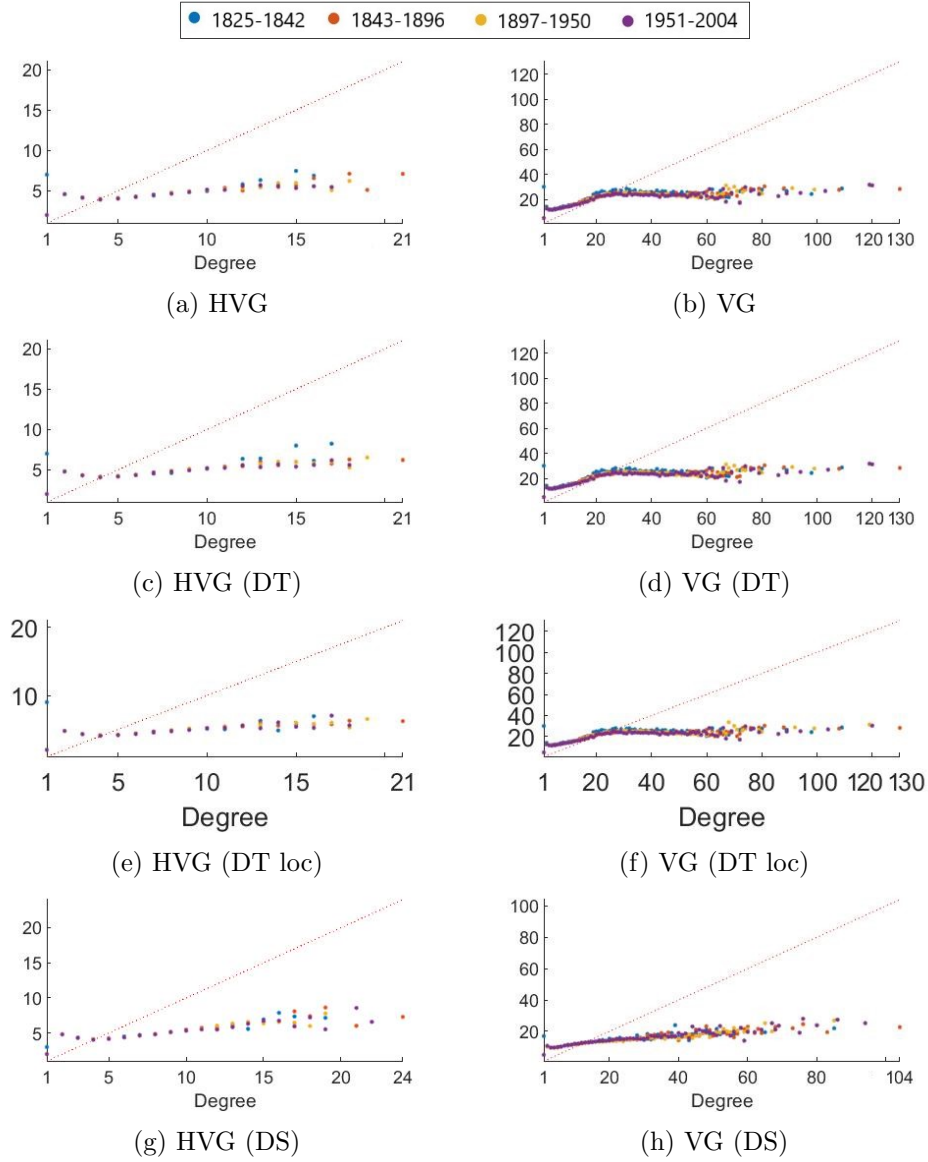 1825-1842 1843-1896 1897-1950 1951-2004
20
15
10
5
1 5 10 15 21
Degree
(a) HVG
120
100
80
60
40
20
1 20 40 60 80 100 120 130
Degree
(b) VG
20
15
10
5
1 5 10 15 21
Degree
(c) HVG (DT)
120
100
80
60
40
20
1 20 40 60 80 100 120 130
Degree
(d) VG (DT)
20
10
1 5 10 15 21
Degree
(e) HVG (DT loc)
120
100
80
60
40
20
1 20 40 60 80 100 120 130
Degree
(f) VG (DT loc)
20
15
10
5
1 5 10 15 20 24
Degree
(g) HVG (DS)
100
80
60
40
20
1 20 40 60 80 104
Degree
(h) VG (DS)